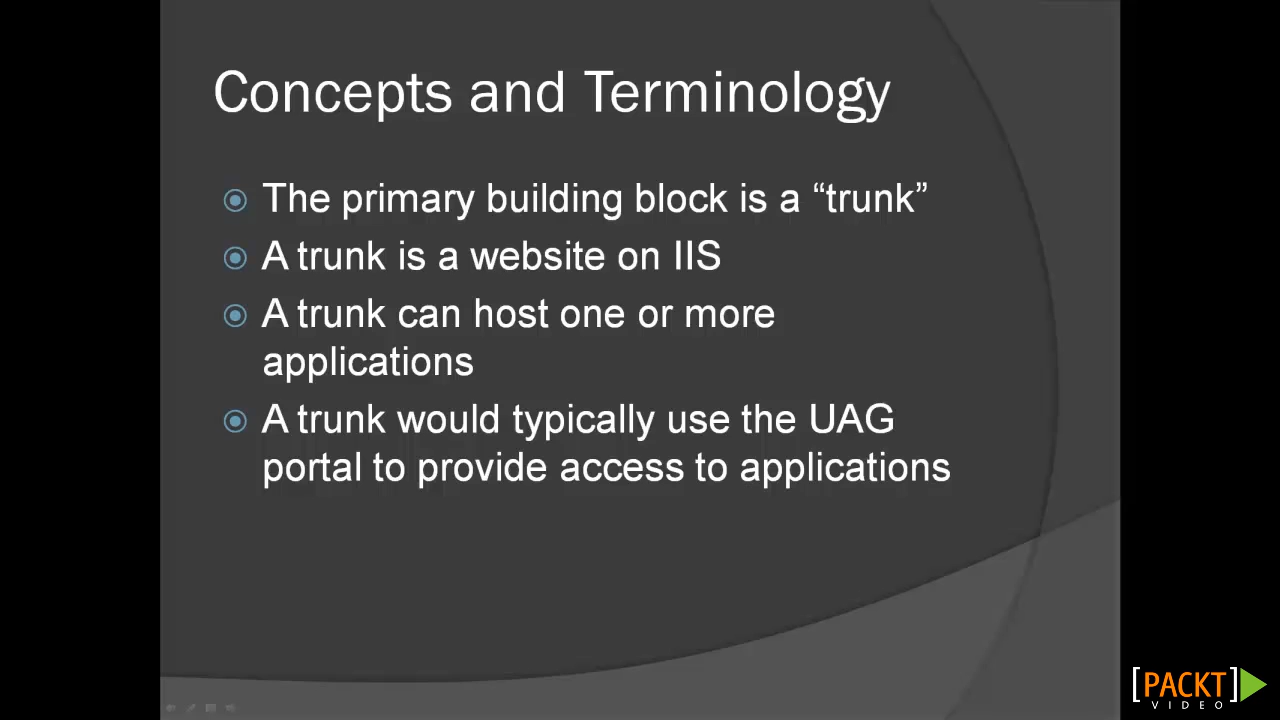 Concepts and Terminology
The primary building block is a “trunk”
A trunk is a website on IIS
A trunk can host one or more
applications
A trunk would typically use the UAG
portal to provide access to applications
[PACKT]
VIDEO